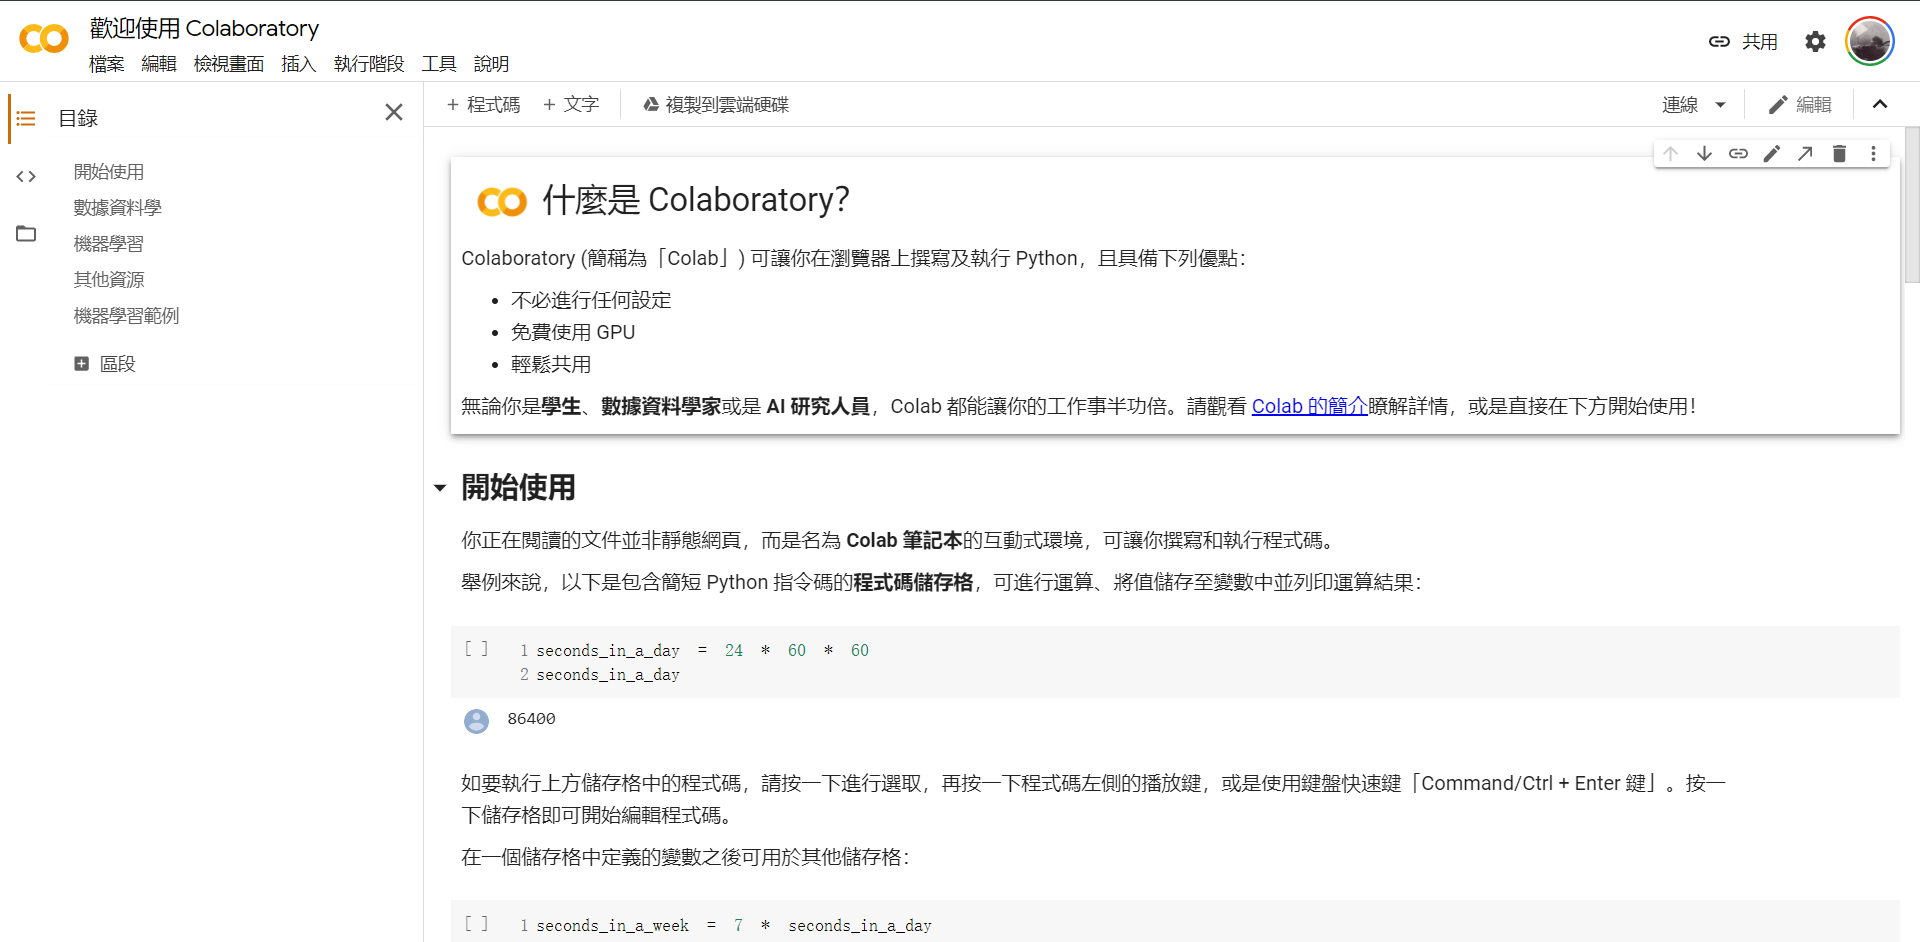 歡迎使用 Colaboratory
檔案 編輯 檢視畫面 插入 執行階段 工具 說明
共用
目錄
開始使用
數據資料學
機器學習
其他資源
機器學習範例
區段
+ 程式碼 + 文字 複製到雲端硬碟
連線 編輯
什麼是 Colaboratory？
Colaboratory (簡稱為「Colab」) 可讓你在瀏覽器上撰寫及執行 Python，且具備下列優點：
• 不必進行任何設定
• 免費使用 GPU
• 輕鬆共用
無論你是學生、數據資料學家或是 AI 研究人員，Colab 都能讓你的工作事半功倍。請觀看 Colab 的簡介瞭解詳情，或是直接在下方開始使用！
開始使用
你正在閱讀的文件並非靜態網頁，而是名為 Colab 筆記本的互動式環境，可讓你撰寫和執行程式碼。
舉例來說，以下是包含簡短 Python 指令碼的程式碼儲存格，可進行運算、將值儲存至變數中並列印運算結果：
[ ] 1 seconds_in_a_day = 24 * 60 * 60
2 seconds_in_a_day
86400
如要執行上方儲存格中的程式碼，請按一下進行選取，再按一下程式碼左側的播放鍵，或是使用鍵盤快速鍵「Command/Ctrl + Enter 鍵」。按一
下儲存格即可開始編輯程式碼。
在一個儲存格中定義的變數之後可用於其他儲存格：
[ ] 1 seconds_in_a_week = 7 * seconds_in_a_day